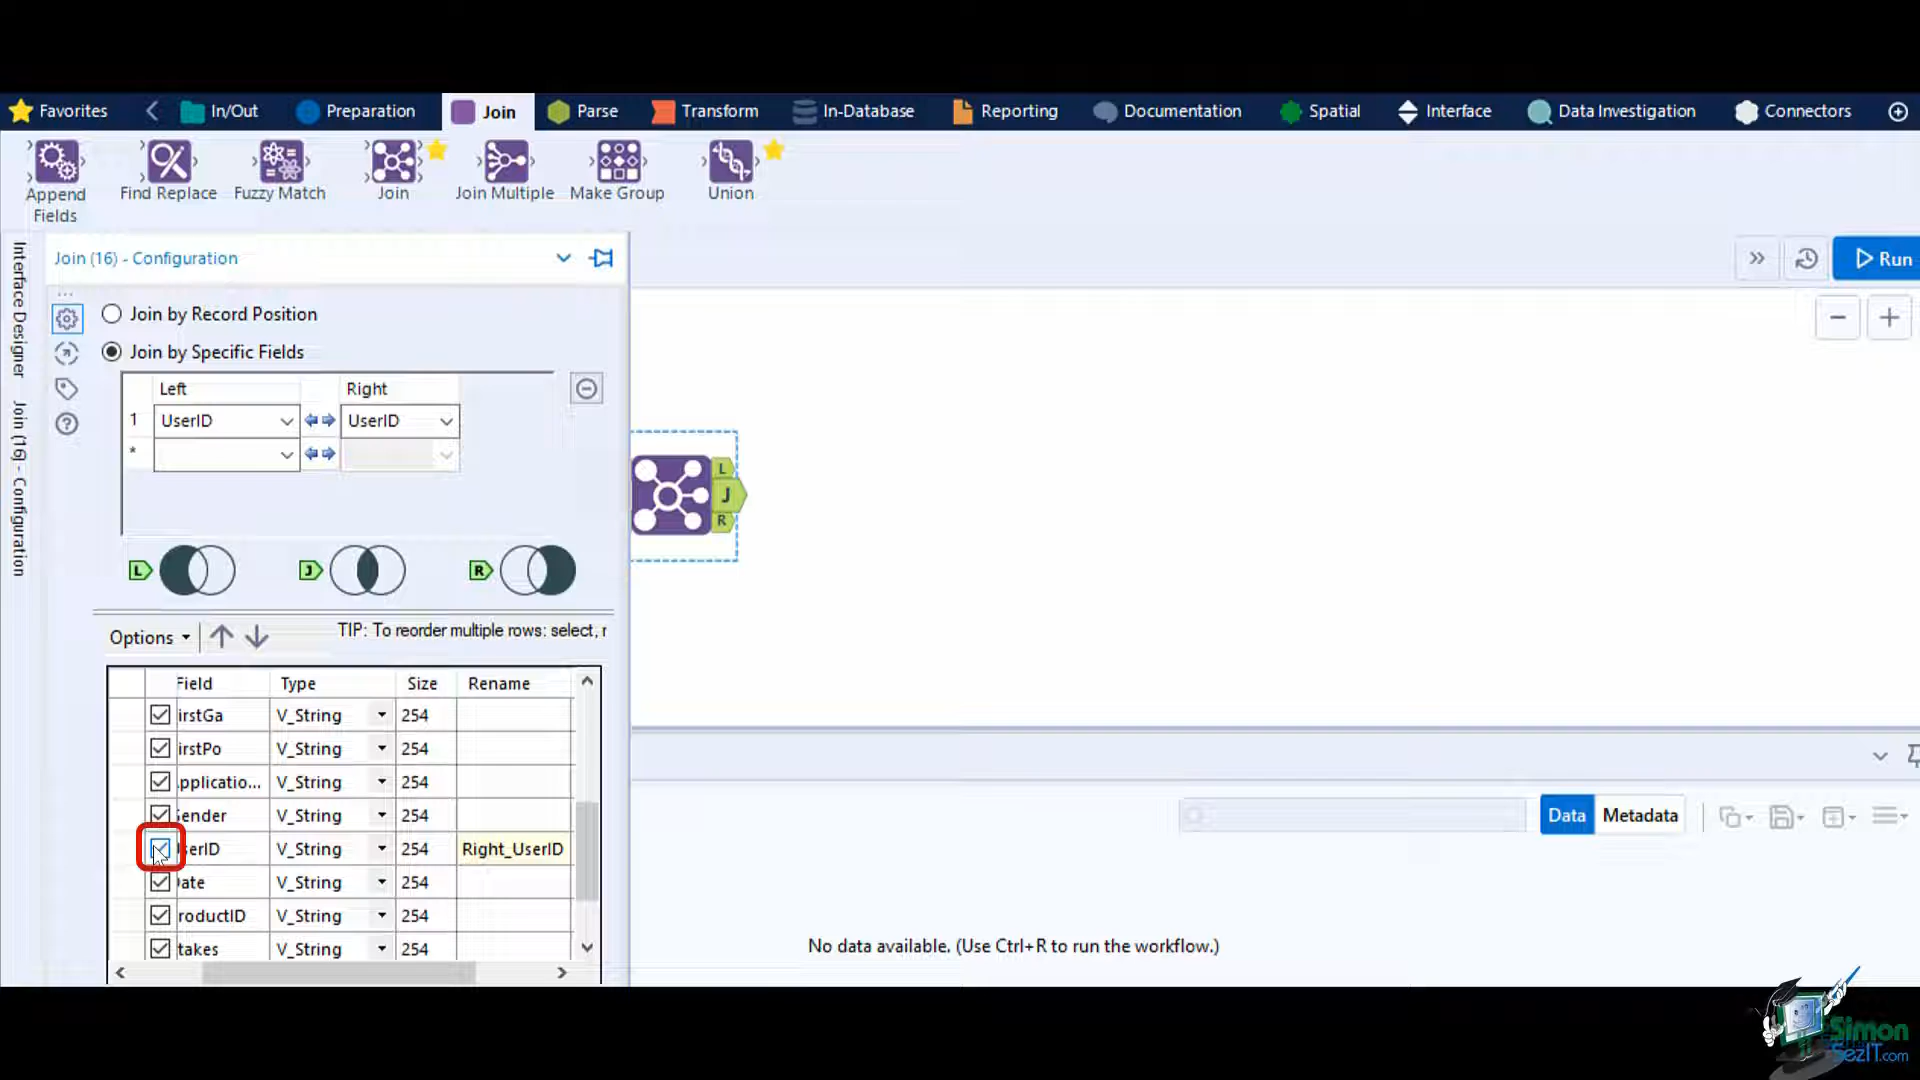 Favorites
In/Out
Preparation
Join
Parse
Transform
In-Database
Reporting
Documentation
Spatial
Interface
Data Investigation
Connectors
Append
Fields
Find Replace
Fuzzy Match
Join
Join Multiple
Make Group
Union
Interface Designer
Join (16) - Configuration
Join (16) - Configuration
Run
Join by Record Position
Join by Specific Fields
Left
Right
1 UserID UserID
*
L
J
R
L
J
R
Options
TIP: To reorder multiple rows: select, r
Field Type Size Rename
irstGa V_String 254
irstPo V_String 254
pplicatio... V_String 254
Gender V_String 254
serID V_String 254 Right_UserID
ate V_String 254
roductID V_String 254
takes V_String 254
Data
Metadata
No data available. (Use Ctrl+R to run the workflow.)
Simon
SezIT.com